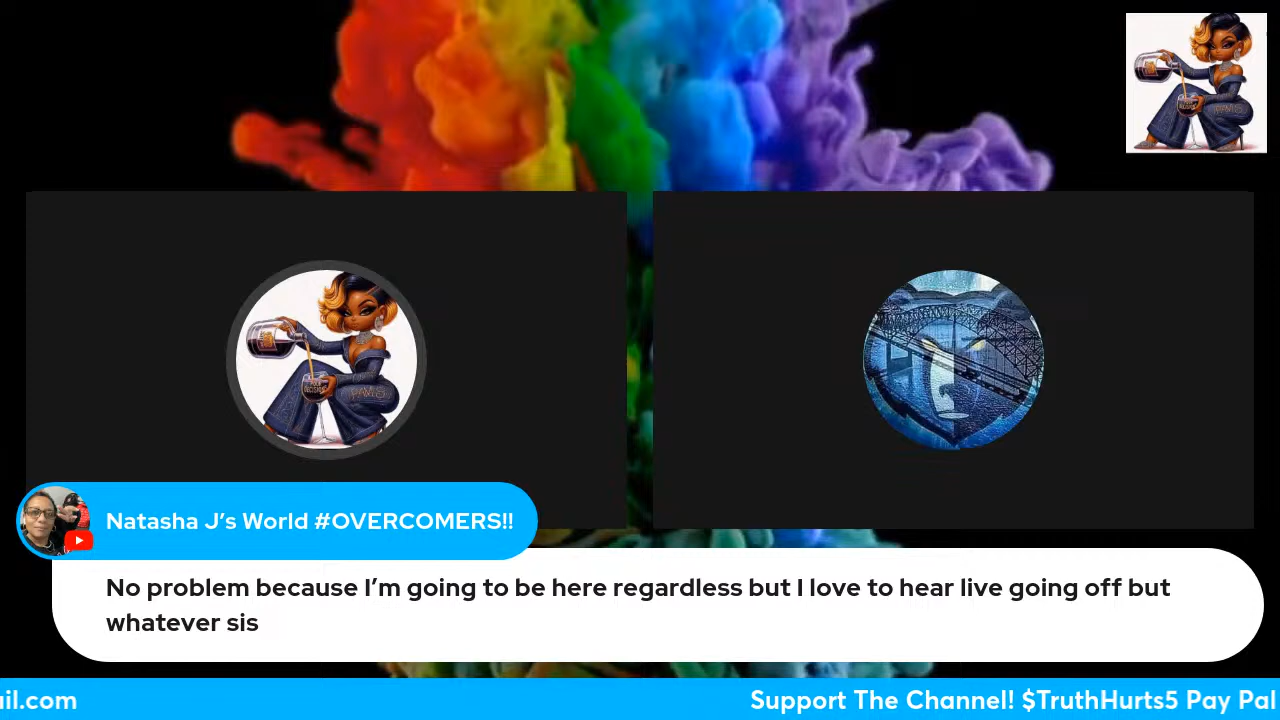 Natasha J’s World #OVERCOMERS!!
No problem because I’m going to be here regardless but I love to hear live going off but
whatever sis
ail.com
Support The Channel! $TruthHurts5 Pay Pal